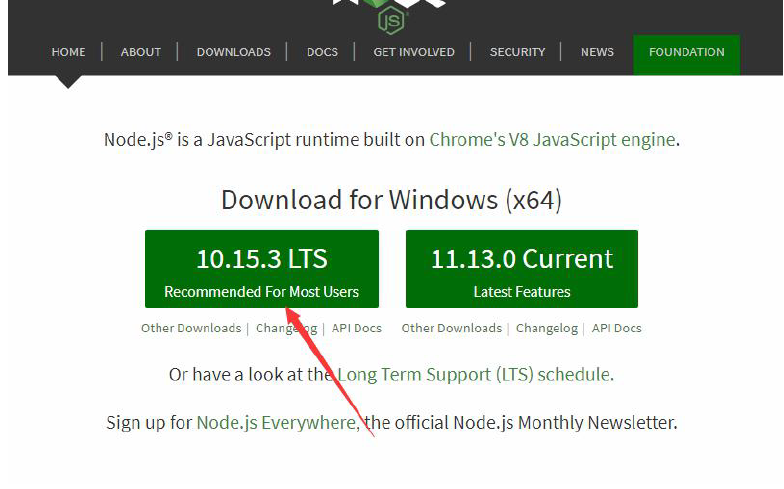 JS
HOME ABOUT DOWNLOADS DOCS GET INVOLVED SECURITY NEWS FOUNDATION
Node.js® is a JavaScript runtime built on Chrome's V8 JavaScript engine.
Download for Windows (x64)
10.15.3 LTS
Recommended For Most Users
11.13.0 Current
Latest Features
Other Downloads | Changelog | API Docs
Other Downloads | Changelog | API Docs
Or have a look at the Long Term Support (LTS) schedule.
Sign up for Node.js Everywhere, the official Node.js Monthly Newsletter.